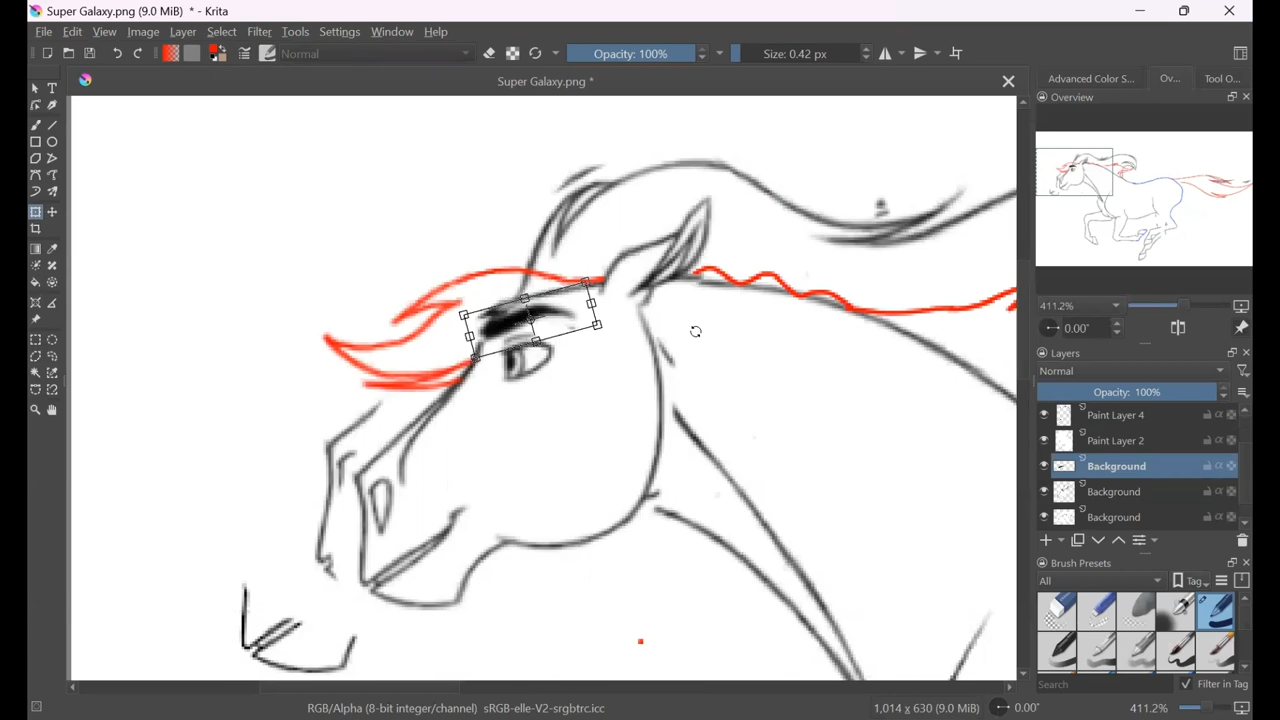 Super Galaxy.png (9.0 MiB) * - Krita
File Edit View Image Layer Select Filter Tools Settings Window Help
Normal Opacity: 100% Size: 0.42 px
Super Galaxy.png *
Advanced Color S... Ov... Tool O...
Overview
411.2%
0.00°
Layers
Normal
Opacity: 100%
Paint Layer 4
Paint Layer 2
Background
Background
Background
Brush Presets
All Tag
Search Filter in Tag
RGB/Alpha (8-bit integer/channel) sRGB-elle-V2-srgbtrc.icc 1,014 x 630 (9.0 MiB) 0.00° 411.2%